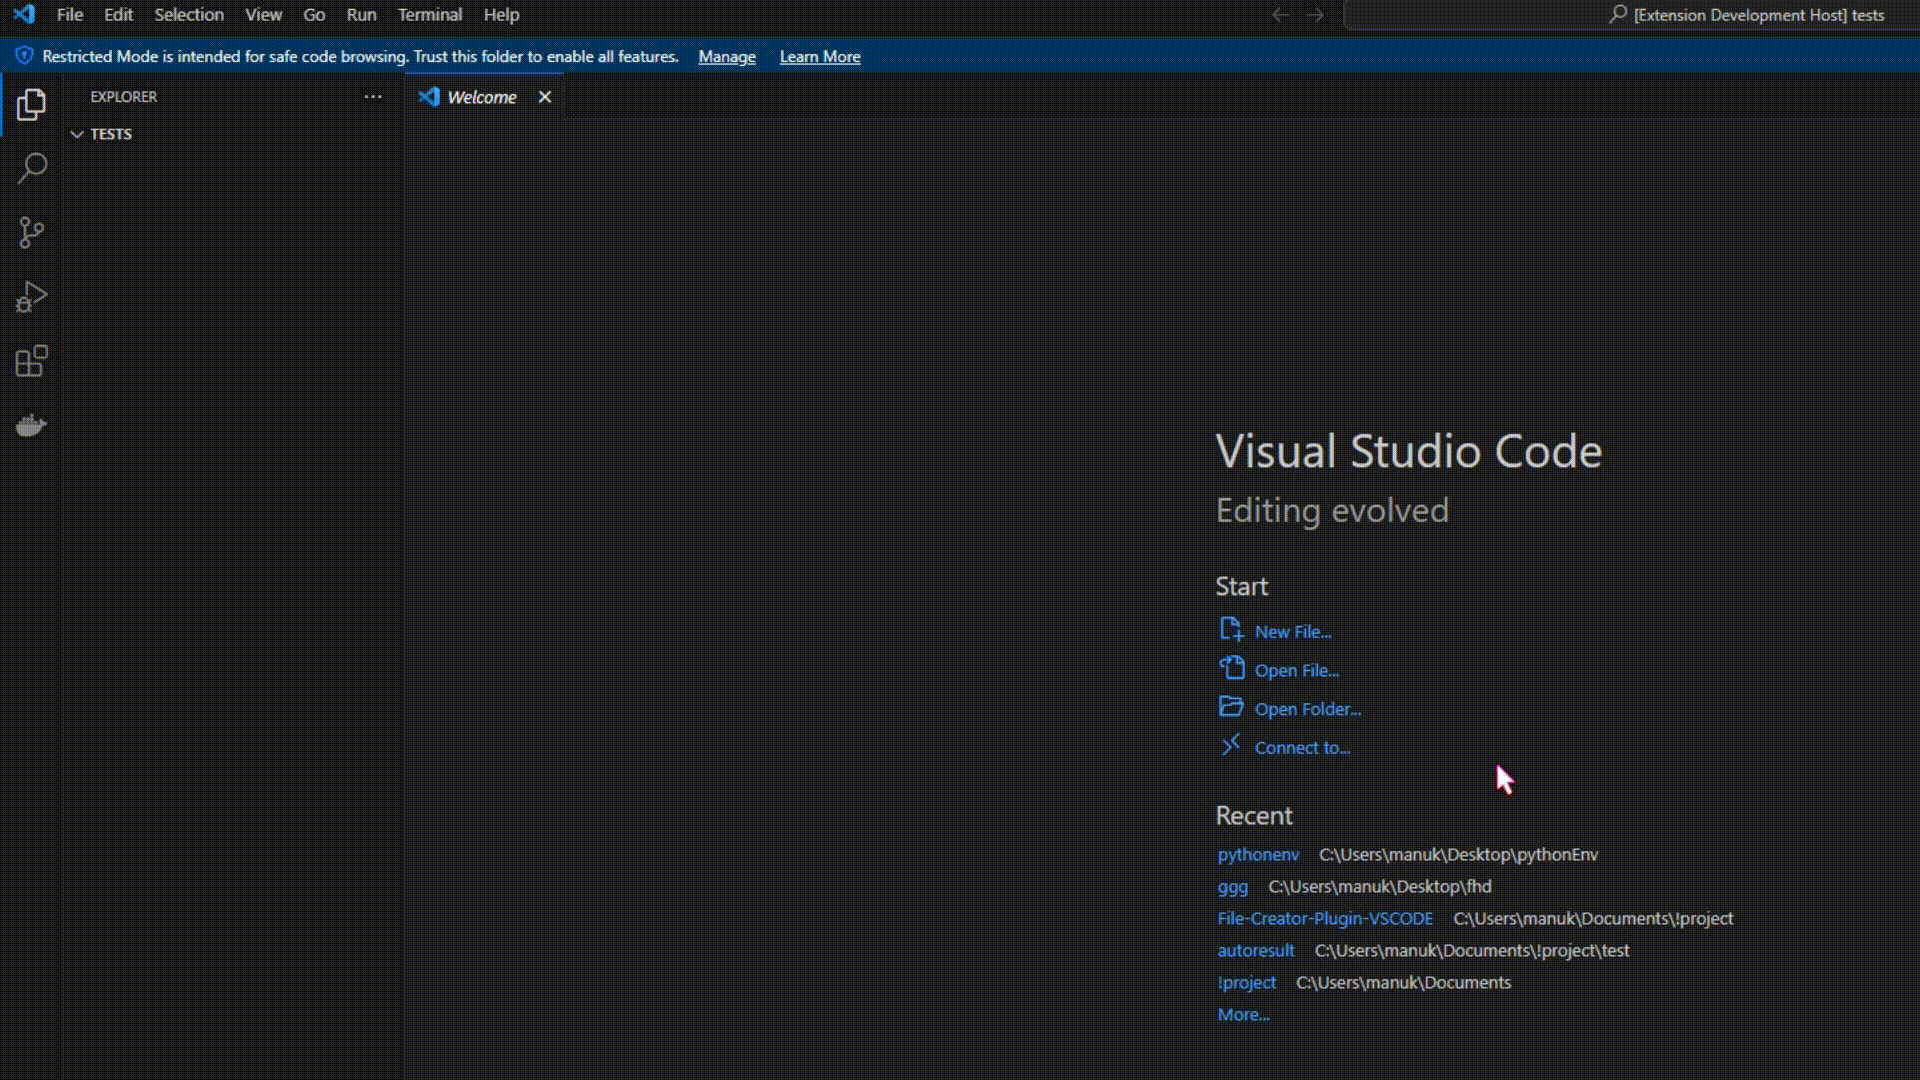 File Edit Selection View Go Run Terminal Help
[Extension Development Host] tests
Restricted Mode is intended for safe code browsing. Trust this folder to enable all features. Manage Learn More
EXPLORER
Welcome
TESTS
Visual Studio Code
Editing evolved
Start
New File...
Open File...
Open Folder...
Connect to...
Recent
pythonenv C:\Users\manuk\Desktop\pythonEnv
ggg C:\Users\manuk\Desktop\fhd
File-Creator-Plugin-VSCODE C:\Users\manuk\Documents\!project
autoresult C:\Users\manuk\Documents\!project\test
!project C:\Users\manuk\Documents
More...